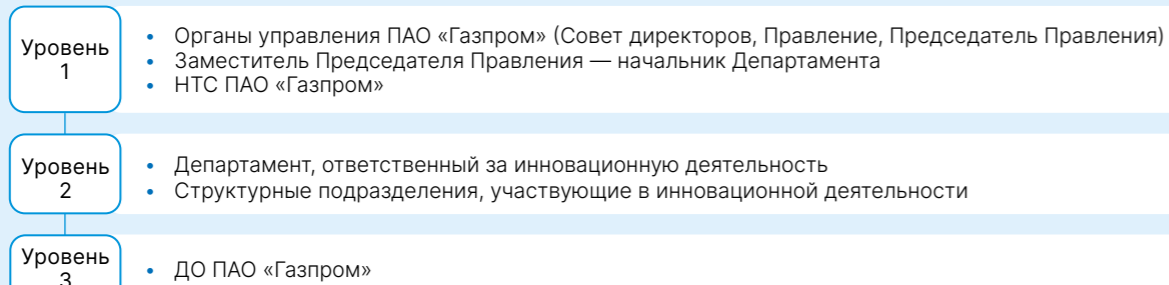 Уровень
1
• Органы управления ПАО «Газпром» (Совет директоров, Правление, Председатель Правления)
• Заместитель Председателя Правления — начальник Департамента
• НТС ПАО «Газпром»
Уровень
2
• Департамент, ответственный за инновационную деятельность
• Структурные подразделения, участвующие в инновационной деятельности
Уровень
3
• ДО ПАО «Газпром»